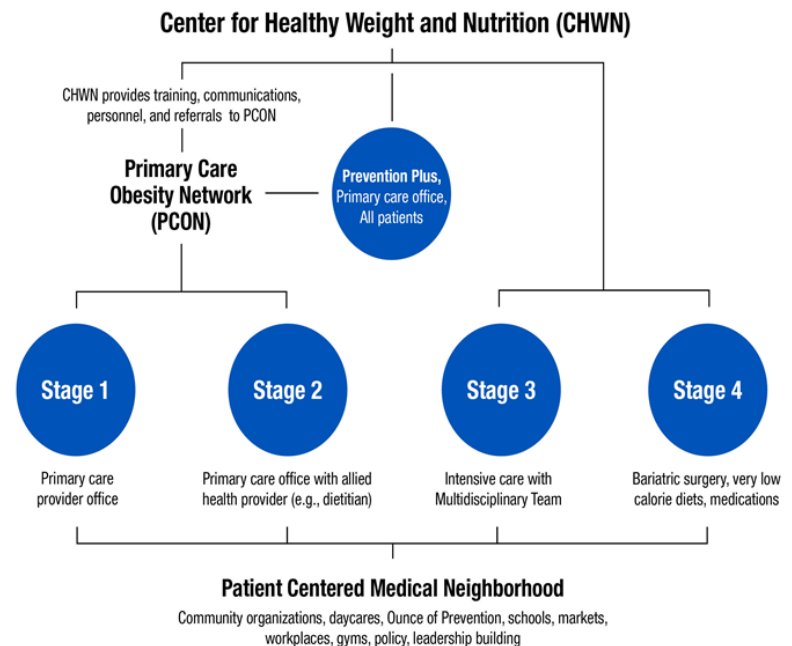 Center for Healthy Weight and Nutrition (CHWN)
CHWN provides training, communications,
personnel, and referrals to PCON
Primary Care
Obesity Network
(PCON)
Prevention Plus,
Primary care office,
All patients
Stage 1
Stage 2
Stage 3
Stage 4
Primary care
provider office
Primary care office with allied
health provider (e.g., dietitian)
Intensive care with
Multidisciplinary Team
Bariatric surgery, very low
calorie diets, medications
Patient Centered Medical Neighborhood
Community organizations, daycares, Ounce of Prevention, schools, markets,
workplaces, gyms, policy, leadership building